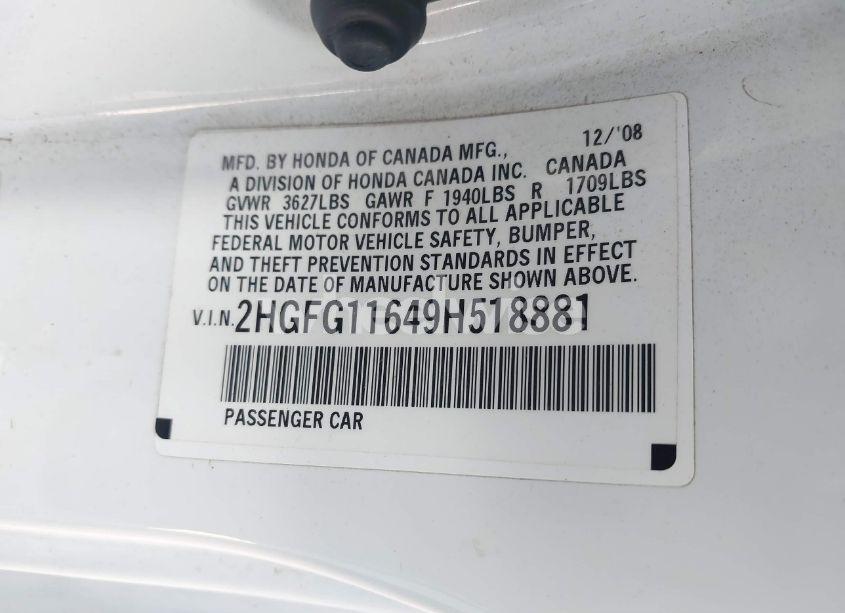 12/'08
MFD. BY HONDA OF CANADA MFG.,
A DIVISION OF HONDA CANADA INC. CANADA
GVWR 3627LBS GAWR F 1940LBS R 1709LBS
THIS VEHICLE CONFORMS TO ALL APPLICABLE
FEDERAL MOTOR VEHICLE SAFETY, BUMPER,
AND THEFT PREVENTION STANDARDS IN EFFECT
ON THE DATE OF MANUFACTURE SHOWN ABOVE.
V.I.N. 2HGFG11649H518881
PASSENGER CAR